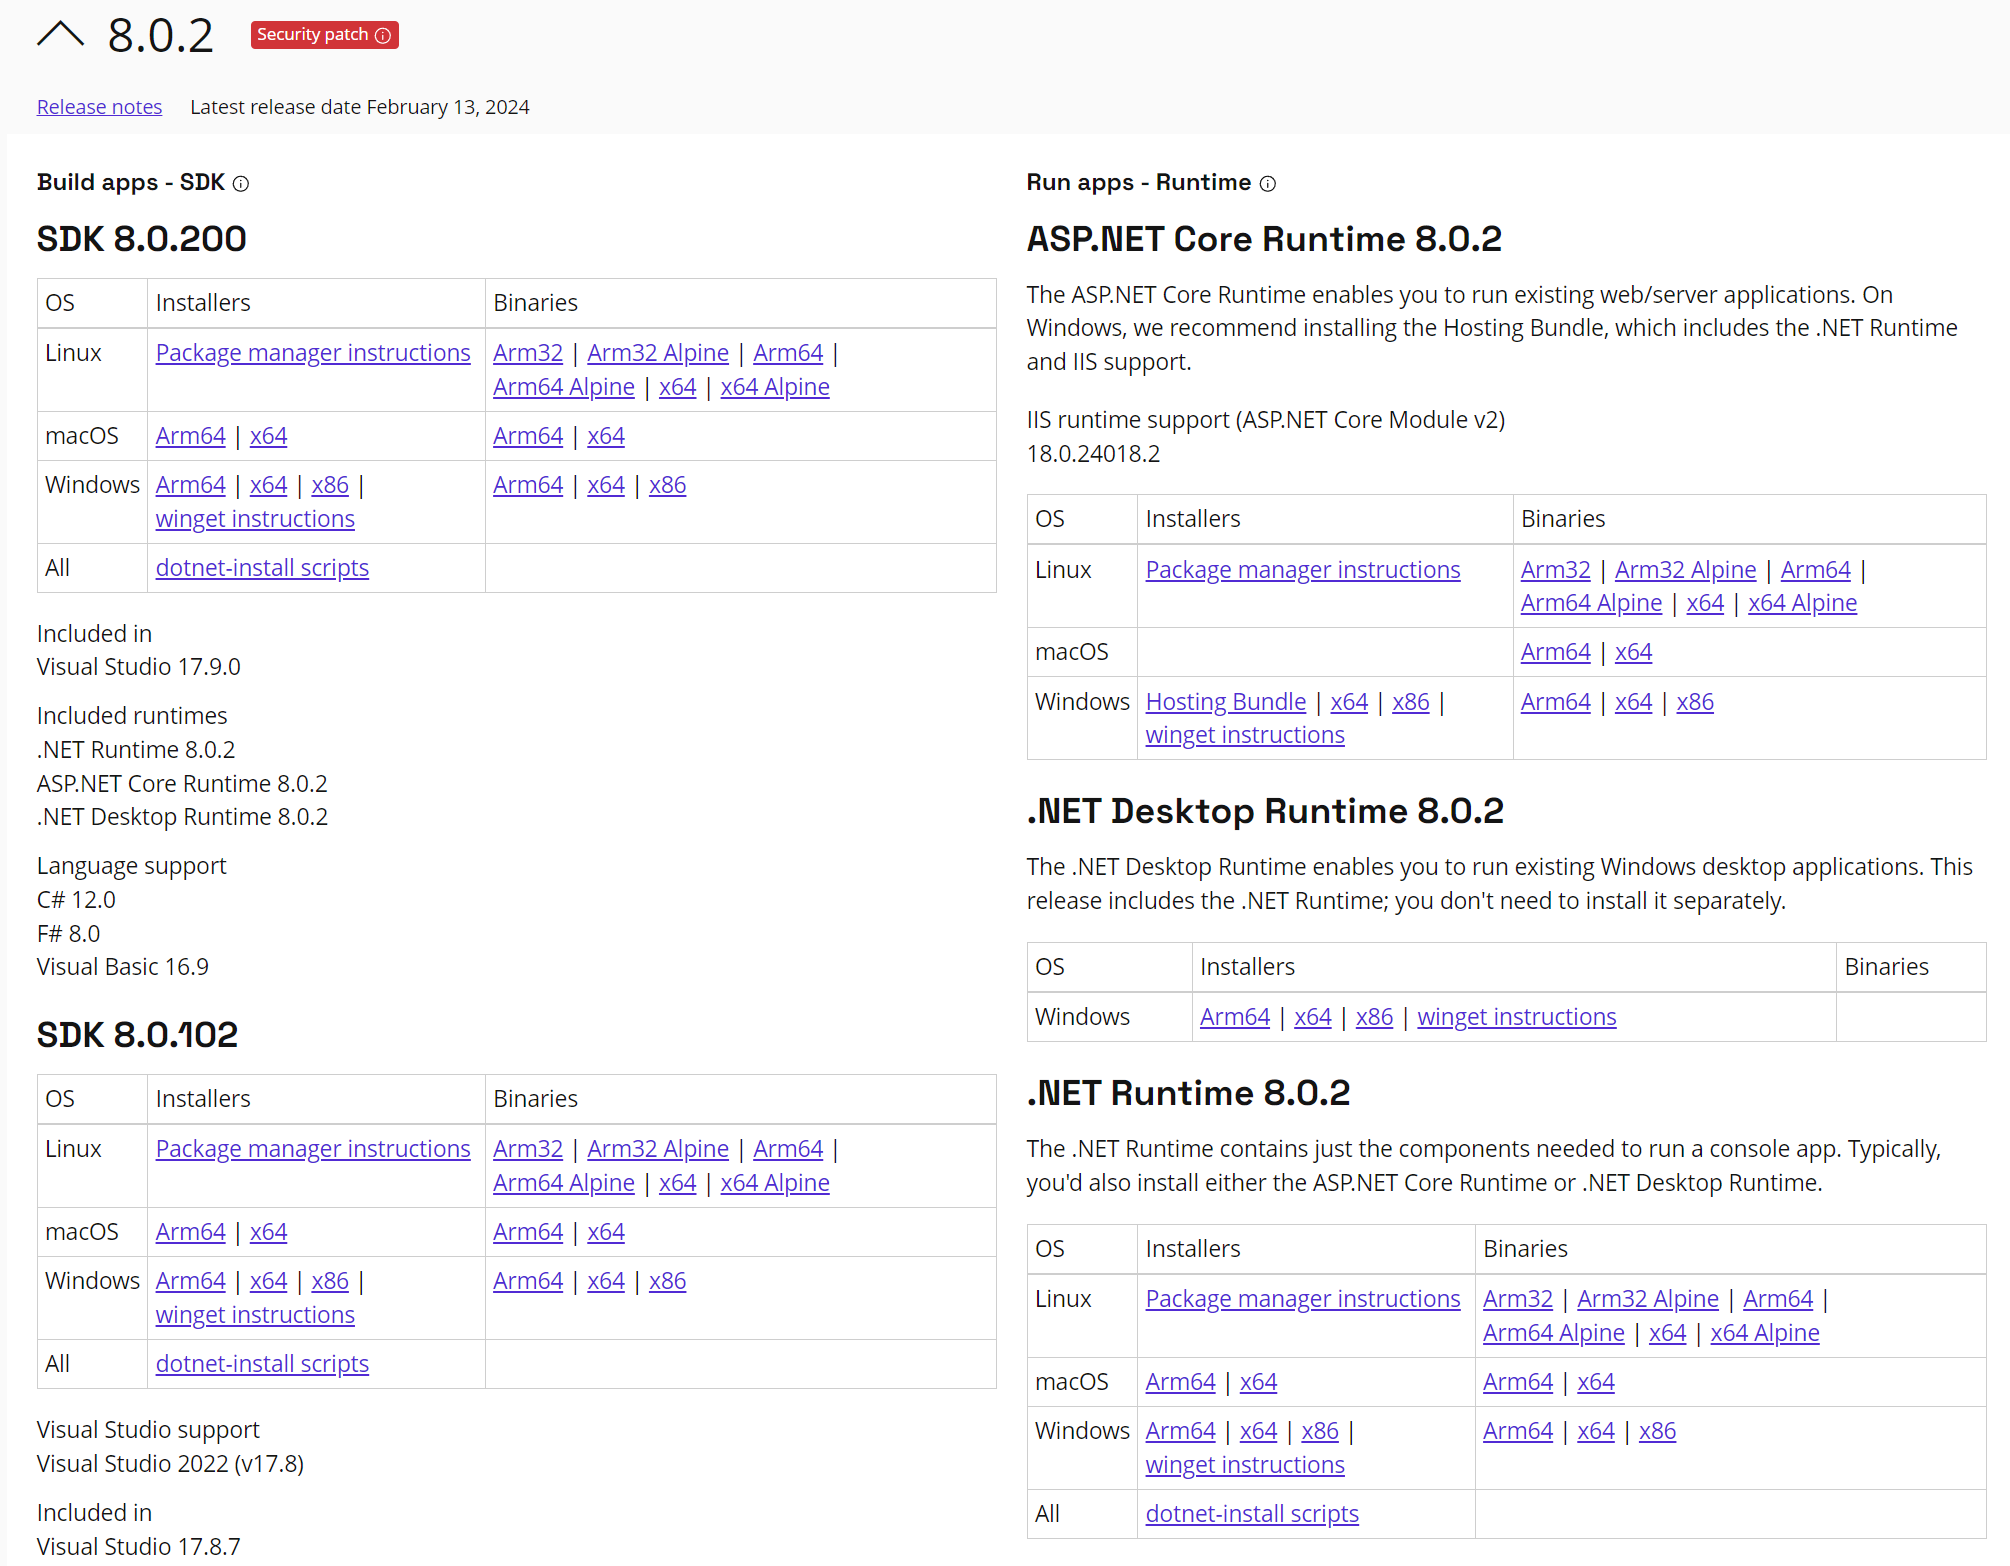 8.0.2
Security patch
Release notes Latest release date February 13, 2024
Build apps - SDK
SDK 8.0.200
OS Installers Binaries
Linux Package manager instructions Arm32 | Arm32 Alpine | Arm64 |
Arm64 Alpine | x64 | x64 Alpine
macOS Arm64 | x64 Arm64 | x64
Windows Arm64 | x64 | x86 | Arm64 | x64 | x86
winget instructions
All dotnet-install scripts
Included in
Visual Studio 17.9.0
Included runtimes
.NET Runtime 8.0.2
ASP.NET Core Runtime 8.0.2
.NET Desktop Runtime 8.0.2
Language support
C# 12.0
F# 8.0
Visual Basic 16.9
SDK 8.0.102
OS Installers Binaries
Linux Package manager instructions Arm32 | Arm32 Alpine | Arm64 |
Arm64 Alpine | x64 | x64 Alpine
macOS Arm64 | x64 Arm64 | x64
Windows Arm64 | x64 | x86 | Arm64 | x64 | x86
winget instructions
All dotnet-install scripts
Visual Studio support
Visual Studio 2022 (v17.8)
Included in
Visual Studio 17.8.7
Run apps - Runtime
ASP.NET Core Runtime 8.0.2
The ASP.NET Core Runtime enables you to run existing web/server applications. On
Windows, we recommend installing the Hosting Bundle, which includes the .NET Runtime
and IIS support.
IIS runtime support (ASP.NET Core Module v2)
18.0.24018.2
OS Installers Binaries
Linux Package manager instructions Arm32 | Arm32 Alpine | Arm64 |
Arm64 Alpine | x64 | x64 Alpine
macOS Arm64 | x64
Windows Hosting Bundle | x64 | x86 | Arm64 | x64 | x86
winget instructions
.NET Desktop Runtime 8.0.2
The .NET Desktop Runtime enables you to run existing Windows desktop applications. This
release includes the .NET Runtime; you don't need to install it separately.
OS Installers Binaries
Windows Arm64 | x64 | x86 | winget instructions
.NET Runtime 8.0.2
The .NET Runtime contains just the components needed to run a console app. Typically,
you'd also install either the ASP.NET Core Runtime or .NET Desktop Runtime.
OS Installers Binaries
Linux Package manager instructions Arm32 | Arm32 Alpine | Arm64 |
Arm64 Alpine | x64 | x64 Alpine
macOS Arm64 | x64 Arm64 | x64
Windows Arm64 | x64 | x86 | Arm64 | x64 | x86
winget instructions
All dotnet-install scripts